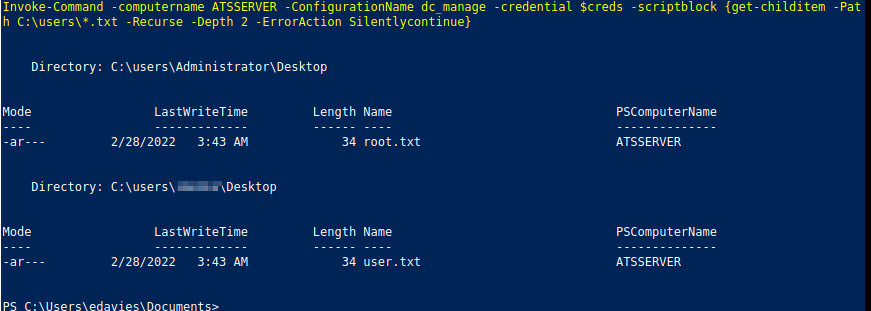 Invoke-Command -computername ATSSERVER -ConfigurationName dc_manage -credential $creds -scriptblock {get-childitem -Pat
h C:\users\*.txt -Recurse -Depth 2 -ErrorAction Silentlycontinue}
Directory: C:\users\Administrator\Desktop
Mode LastWriteTime Length Name PSComputerName
---- ------------- ------ ---- --------------
-ar--- 2/28/2022 3:43 AM 34 root.txt ATSSERVER
Directory: C:\users\ \Desktop
Mode LastWriteTime Length Name PSComputerName
---- ------------- ------ ---- --------------
-ar--- 2/28/2022 3:43 AM 34 user.txt ATSSERVER
PS C:\Users\edavies\Documents>